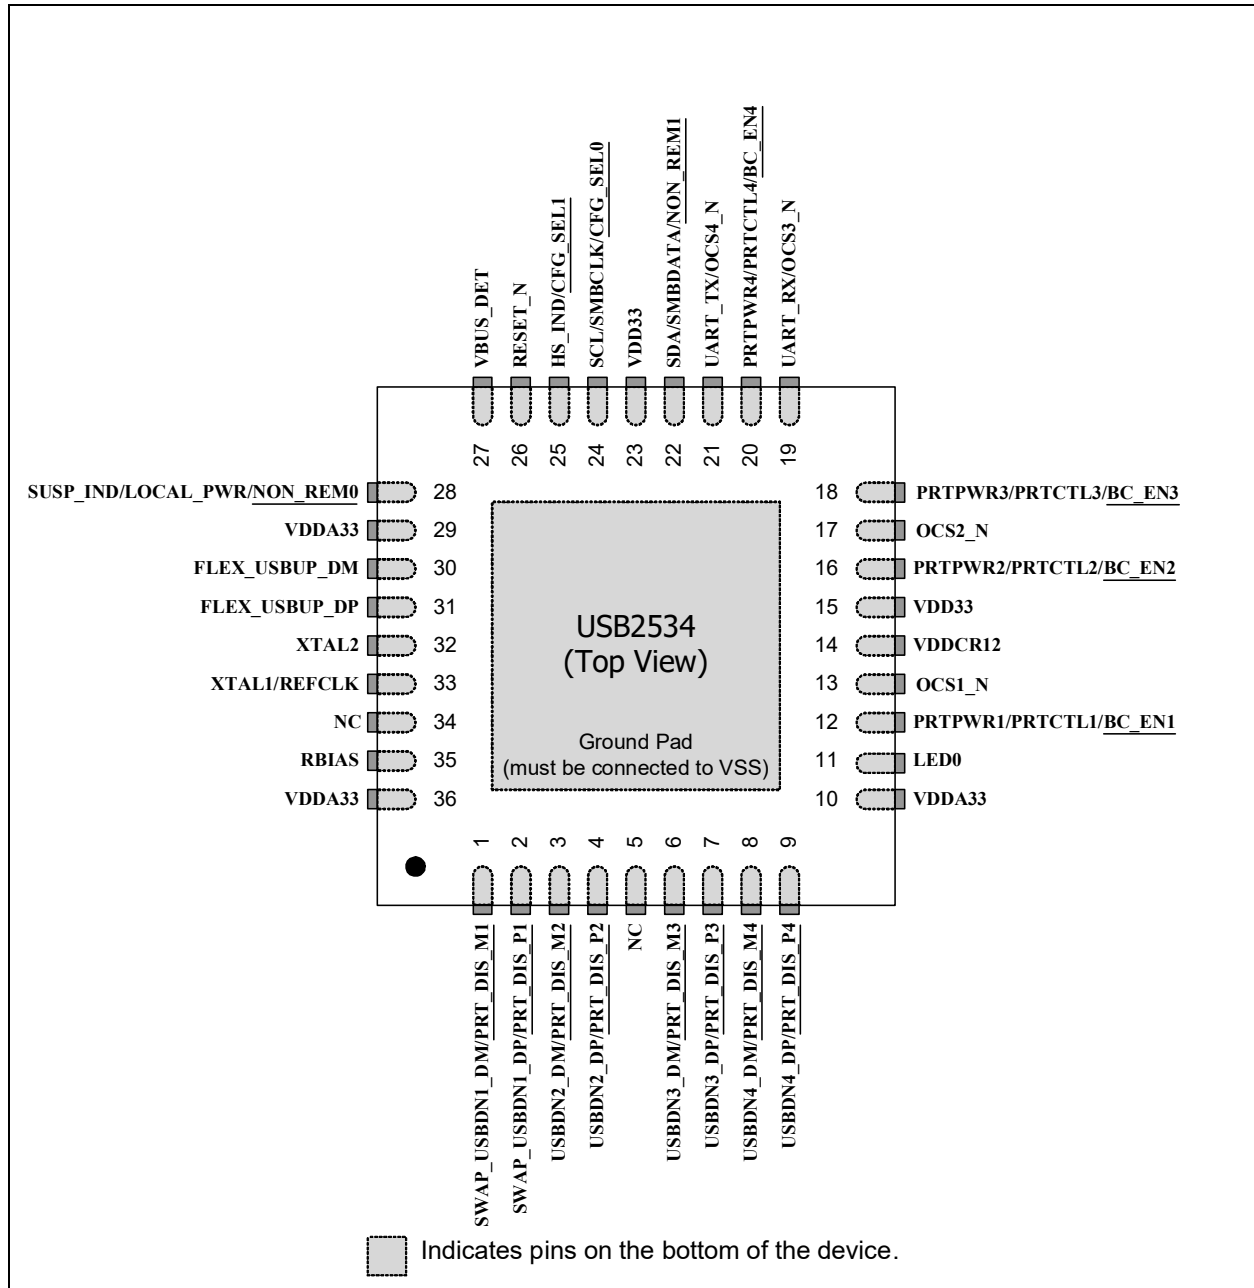 VBUS_DET
RESET_N
HS_IND/CFG_SEL1
SCL/SMBCLK/CFG_SEL0
VDD33
SDA/SMBDATA/NON_REM1
UART_TX/OCS4_N
PRTPWR4/PRTCTL4/BC_EN4
UART_RX/OCS3_N
27
26
25
24
23
22
21
20
19
SUSP_IND/LOCAL_PWR/NON_REM0 28
VDDA33 29
FLEX_USBUP_DM 30
FLEX_USBUP_DP 31
XTAL2 32
XTAL1/REFCLK 33
NC 34
RBIAS 35
VDDA33 36
USB2534
(Top View)
Ground Pad
(must be connected to VSS)
18 PRTPWR3/PRTCTL3/BC_EN3
17 OCS2_N
16 PRTPWR2/PRTCTL2/BC_EN2
15 VDD33
14 VDDCR12
13 OCS1_N
12 PRTPWR1/PRTCTL1/BC_EN1
11 LED0
10 VDDA33
1
2
3
4
5
6
7
8
9
SWAP_USBDN1_DM/PRT_DIS_M1
SWAP_USBDN1_DP/PRT_DIS_P1
USBDN2_DM/PRT_DIS_M2
USBDN2_DP/PRT_DIS_P2
NC
USBDN3_DM/PRT_DIS_M3
USBDN3_DP/PRT_DIS_P3
USBDN4_DM/PRT_DIS_M4
USBDN4_DP/PRT_DIS_P4
Indicates pins on the bottom of the device.